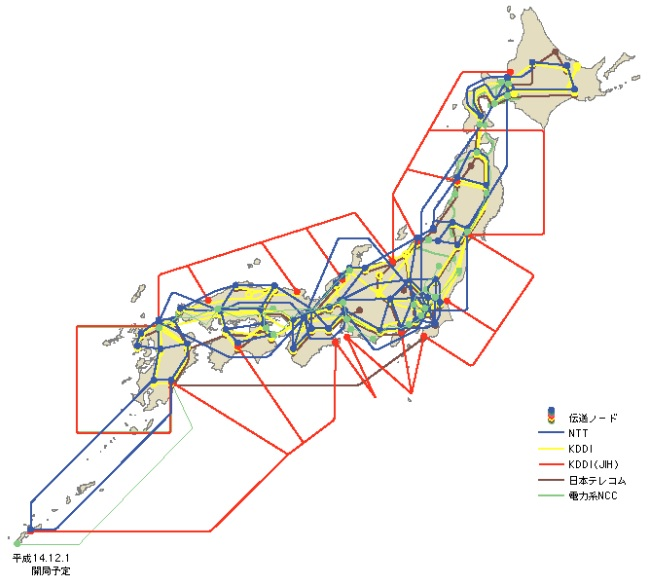 伝送ノード
NTT
KDDI
KDDI(JIH)
日本テレコム
電力系NCC
平成14.12.1
開局予定